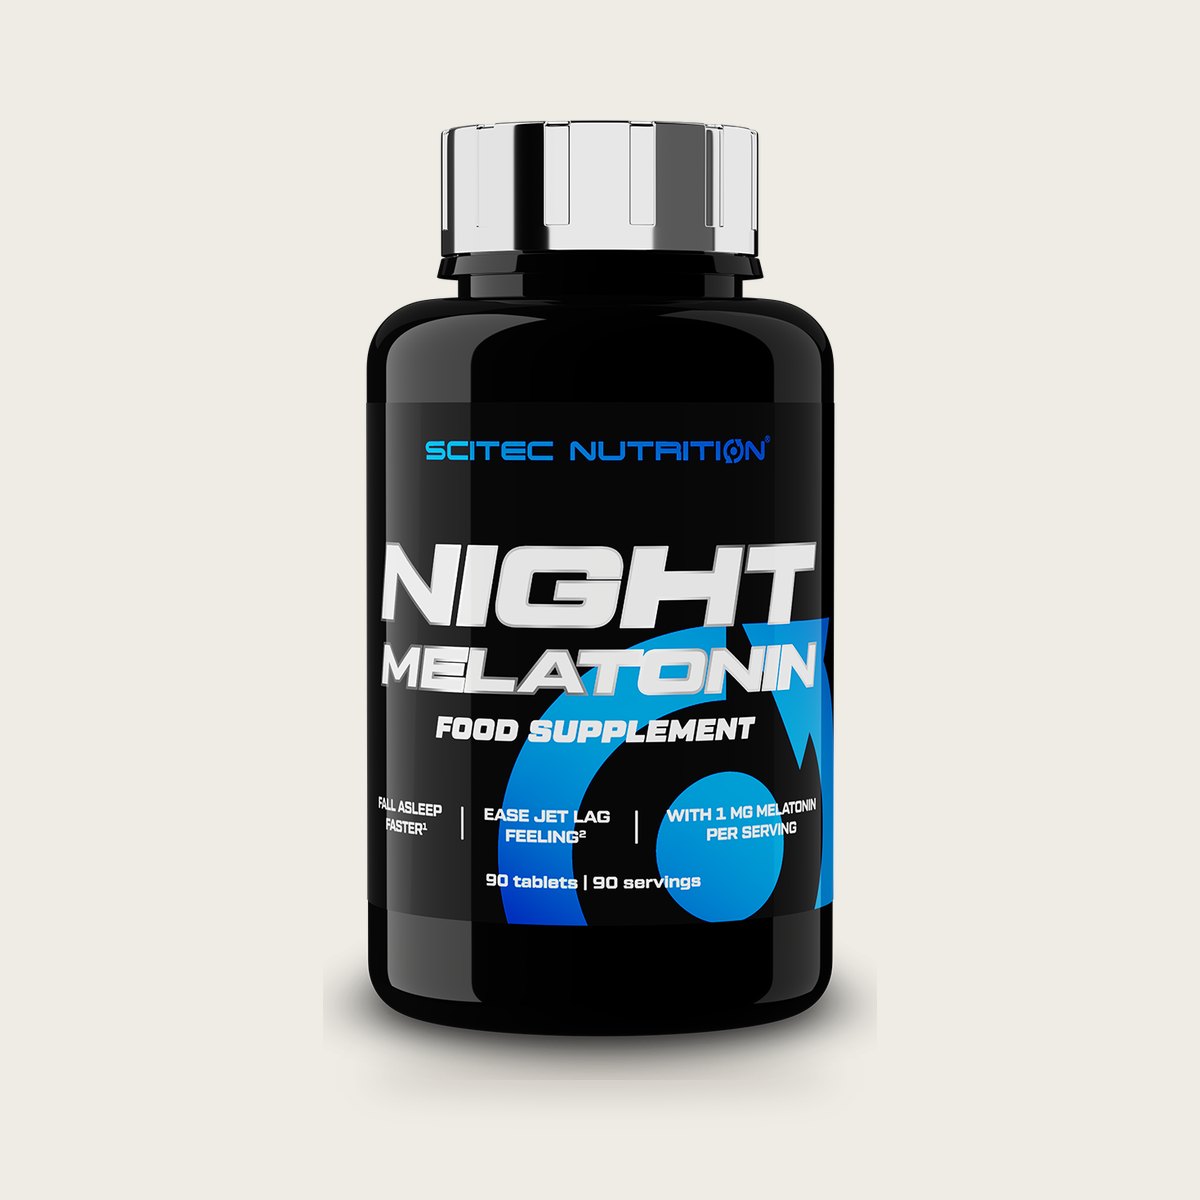 SCITEC NUTRITION®
NIGHT
MELATONIN
FOOD SUPPLEMENT
FALL ASLEEP
FASTER¹
EASE JET LAG
FEELING²
WITH 1 MG MELATONIN
PER SERVING
90 tablets | 90 servings